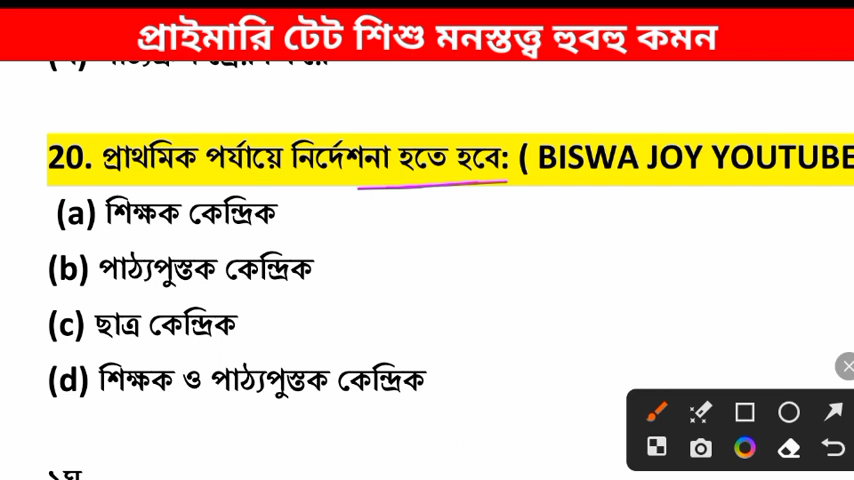 প্রাইমারি টেট শিশু মনস্তত্ত্ব হুবহু কমন
20. প্রাথমিক পর্যায়ে নির্দেশনা হতে হবে: ( BISWA JOY YOUTUBE
(a) শিক্ষক কেন্দ্রিক
(b) পাঠ্যপুস্তক কেন্দ্রিক
(c) ছাত্র কেন্দ্রিক
(d) শিক্ষক ও পাঠ্যপুস্তক কেন্দ্রিক